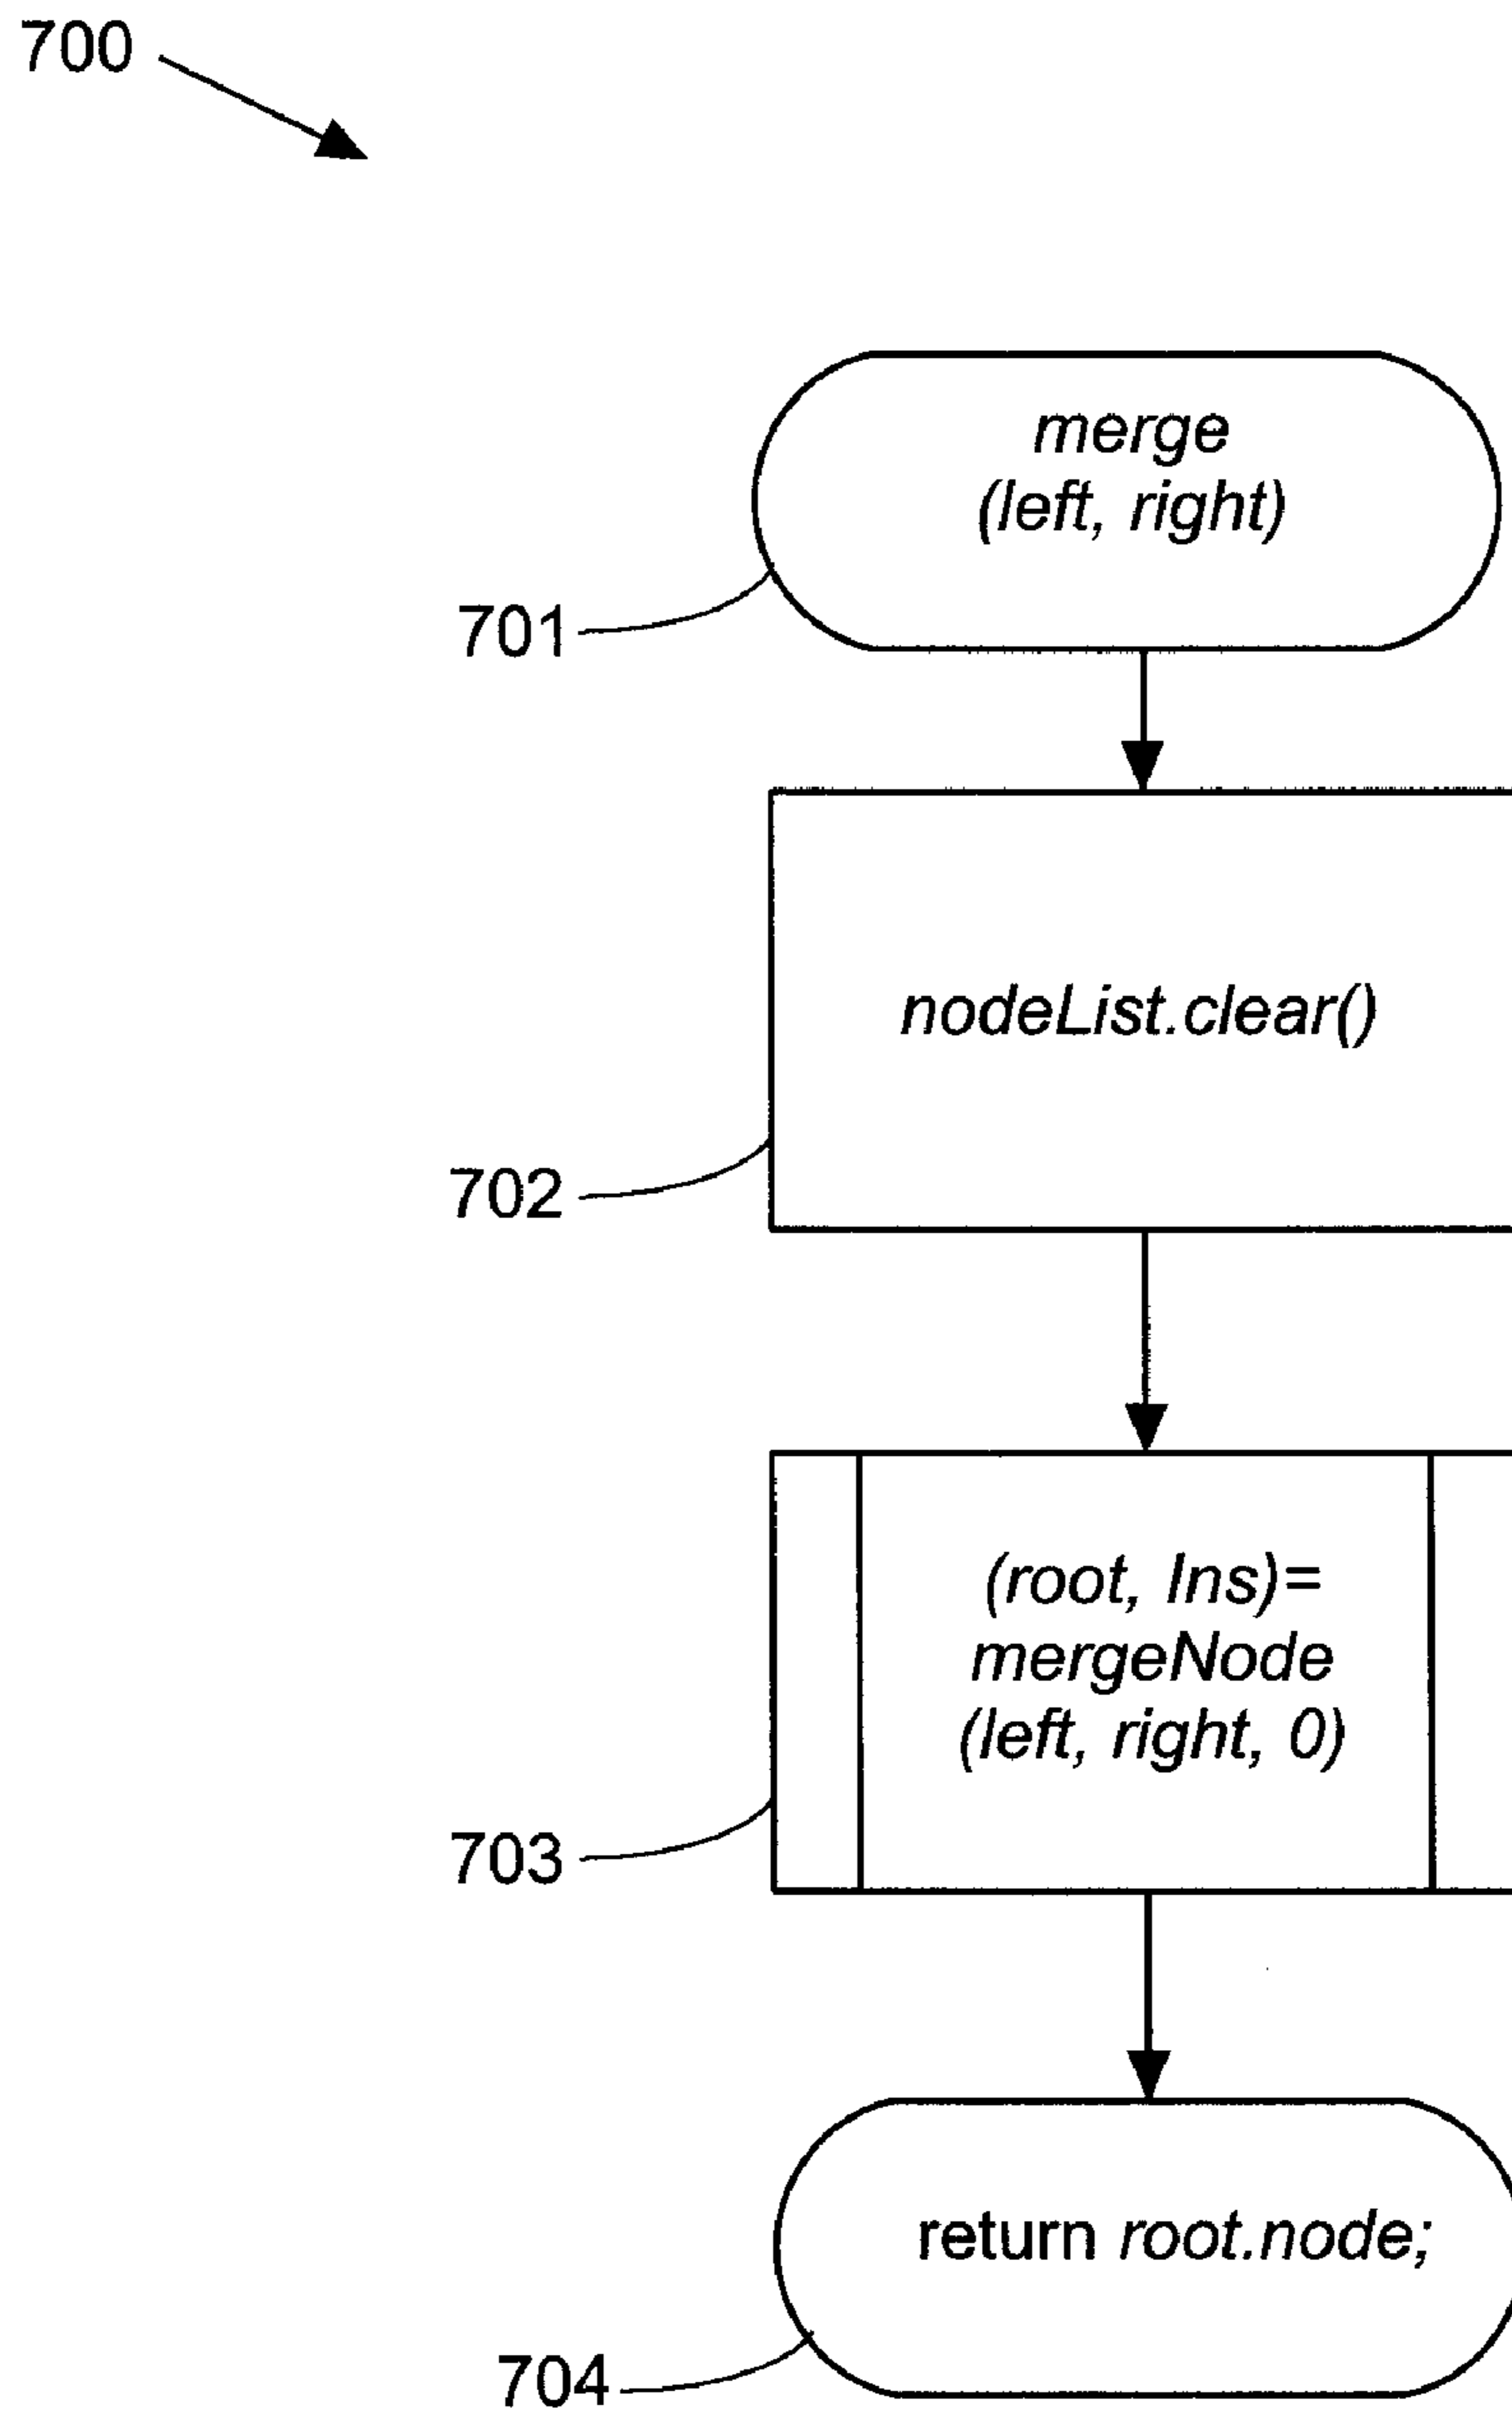 700
merge
(left, right)
701
nodeList.clear()
702
(root, Ins)=
mergeNode
(left, right, 0)
703
return root.node;
704